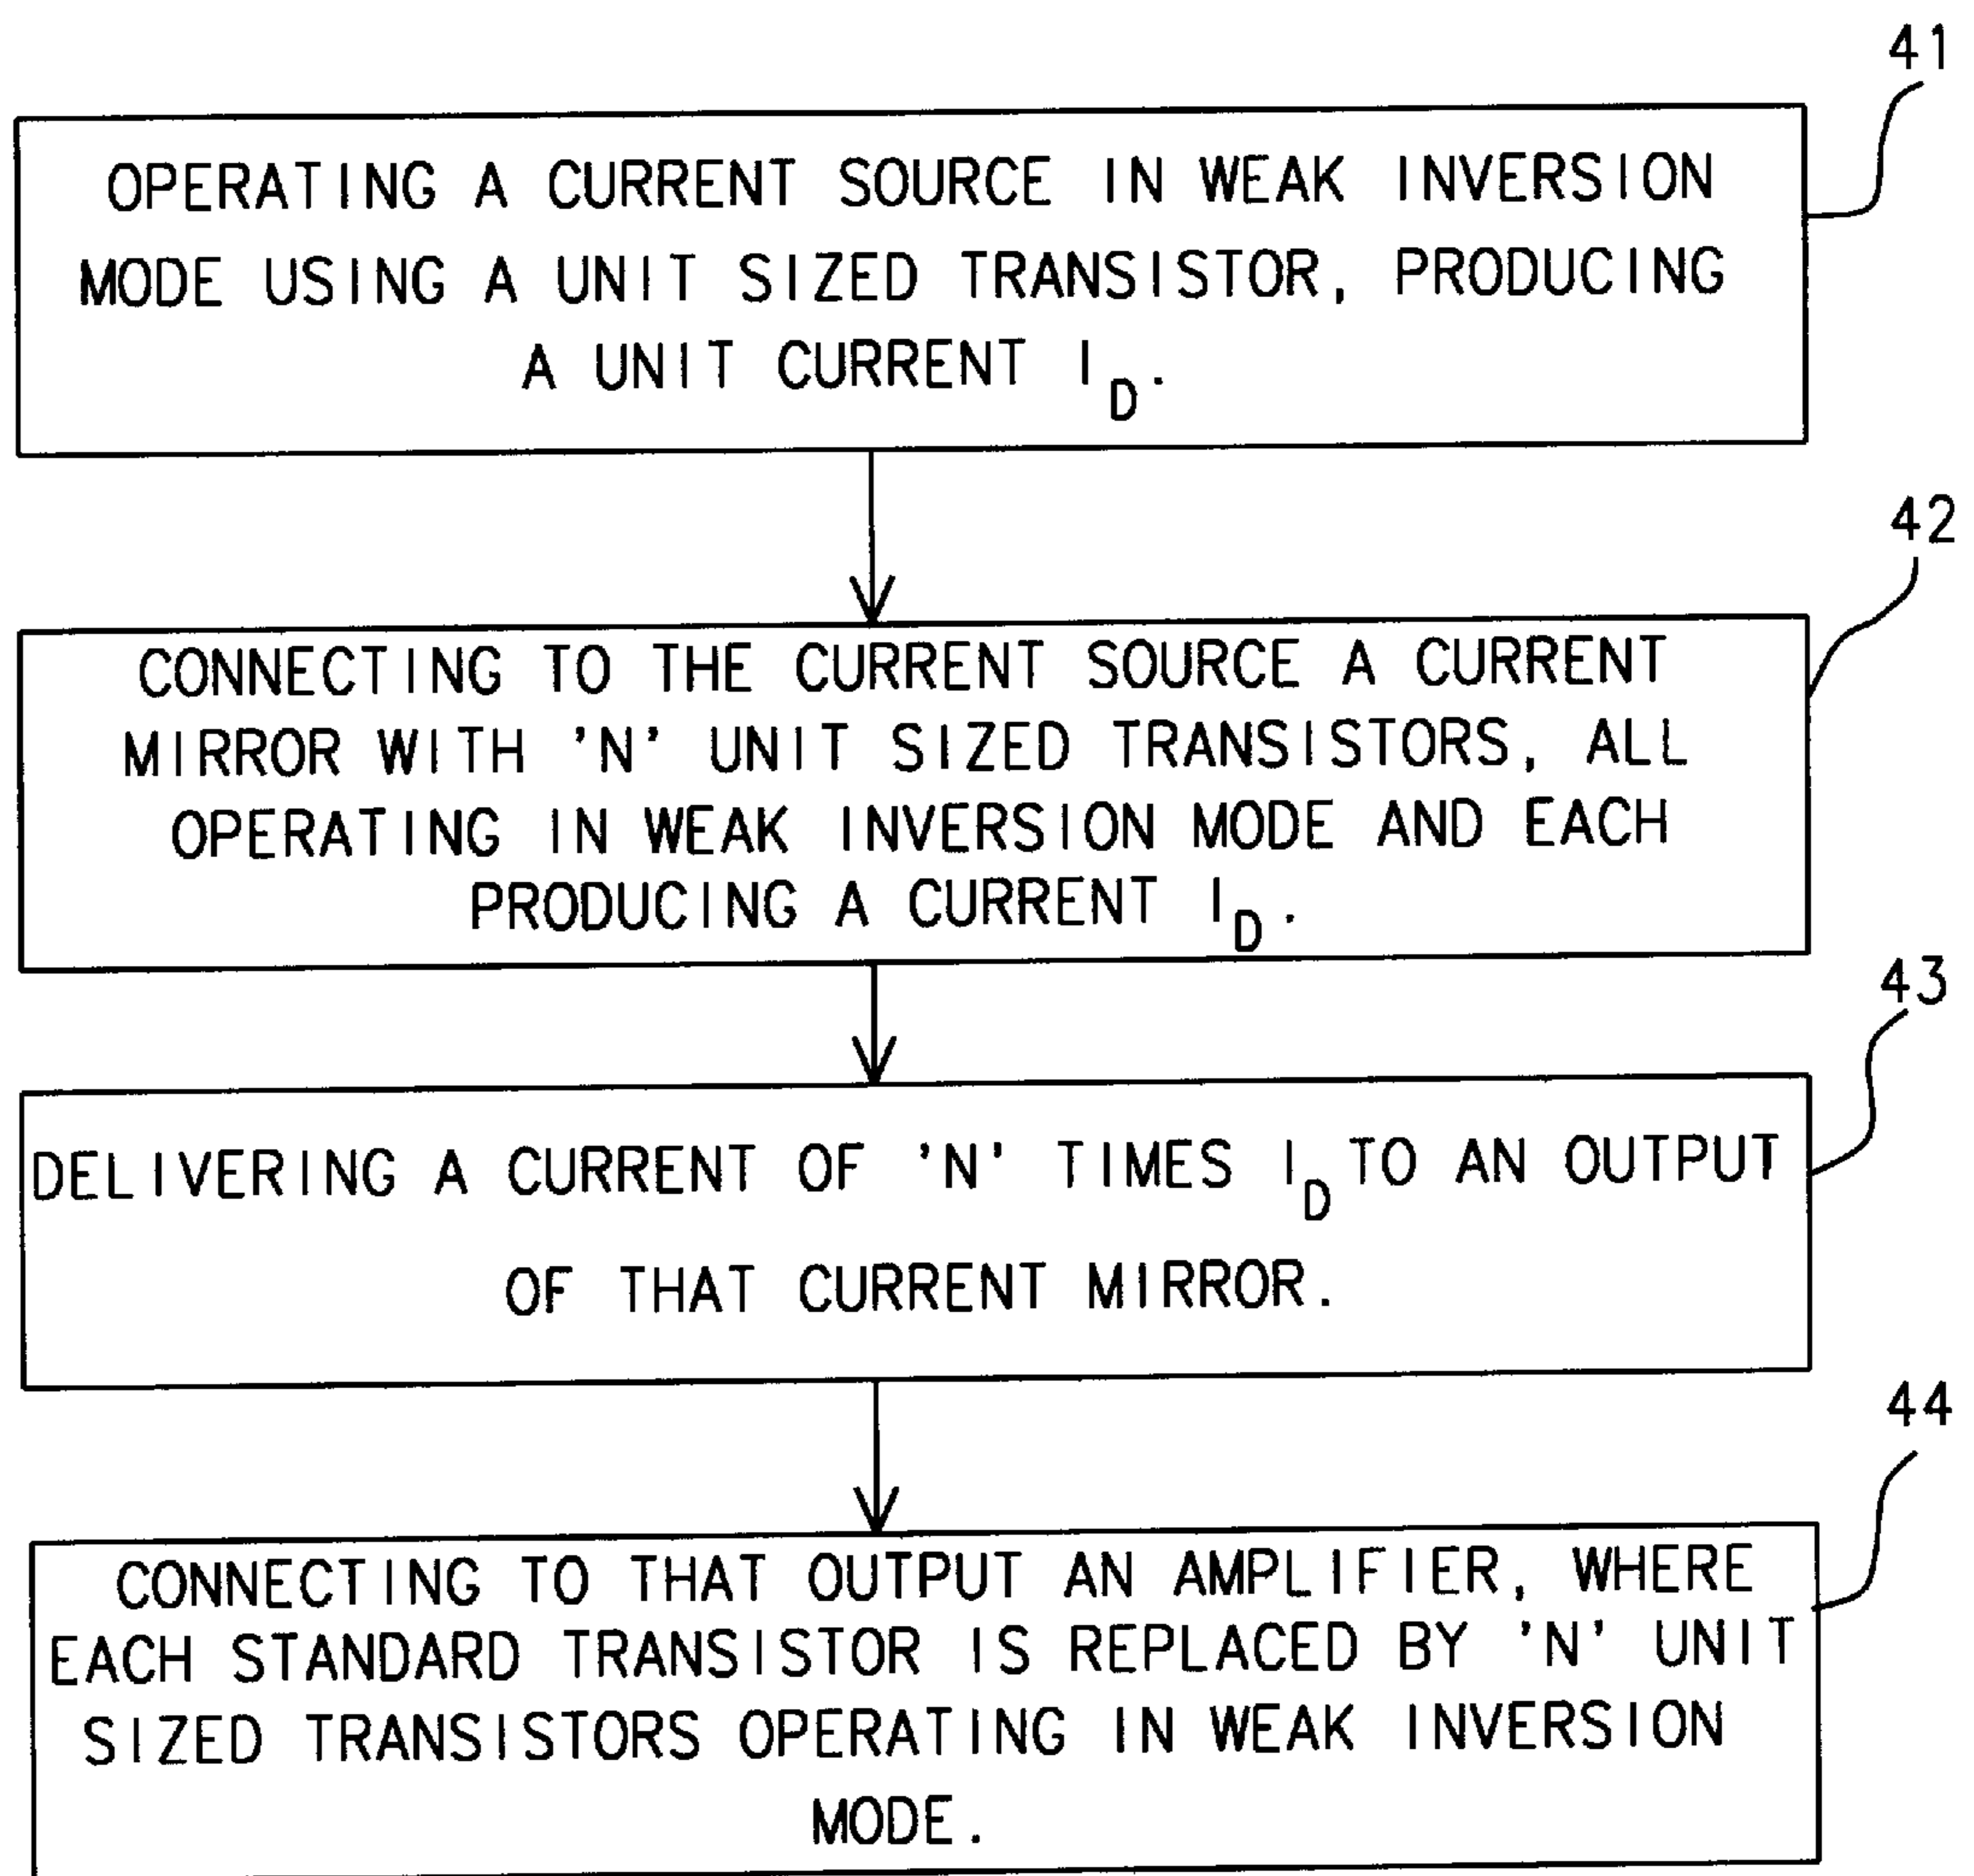 41
OPERATING A CURRENT SOURCE IN WEAK INVERSION
MODE USING A UNIT SIZED TRANSISTOR, PRODUCING
A UNIT CURRENT I_D.
42
CONNECTING TO THE CURRENT SOURCE A CURRENT
MIRROR WITH 'N' UNIT SIZED TRANSISTORS, ALL
OPERATING IN WEAK INVERSION MODE AND EACH
PRODUCING A CURRENT I_D.
43
DELIVERING A CURRENT OF 'N' TIMES I_D TO AN OUTPUT
OF THAT CURRENT MIRROR.
44
CONNECTING TO THAT OUTPUT AN AMPLIFIER, WHERE
EACH STANDARD TRANSISTOR IS REPLACED BY 'N' UNIT
SIZED TRANSISTORS OPERATING IN WEAK INVERSION
MODE.